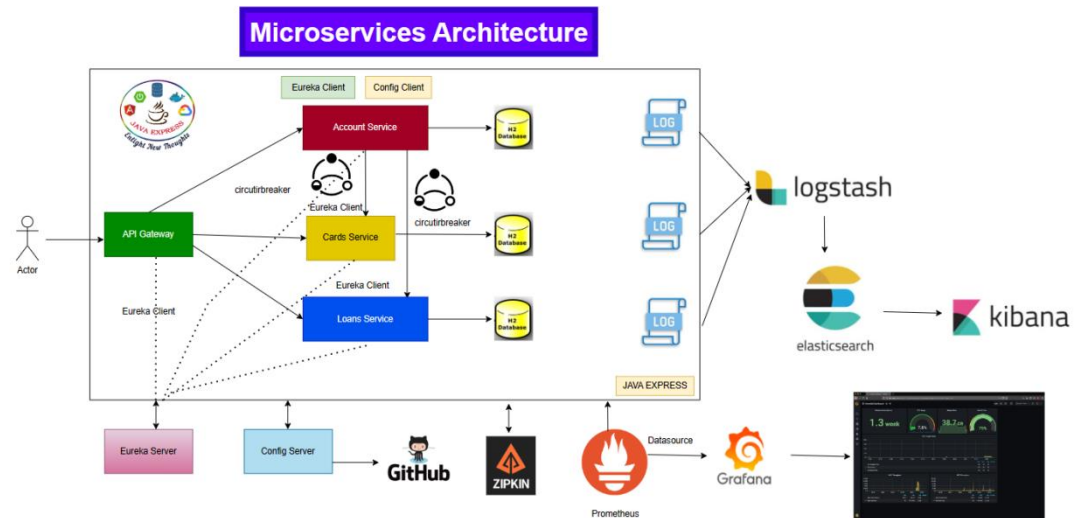 Microservices Architecture
Eureka Client
Config Client
JAVA EXPRESS
Enlight New Thoughts
Account Service
H2
Database
LOG
circutirbreaker
Eureka Client
circutirbreaker
logstash
API Gateway
Cards Service
H2
Database
LOG
Actor
Eureka Client
Eureka Client
Loans Service
H2
Database
LOG
elasticsearch
kibana
JAVA EXPRESS
Eureka Server
Config Server
GitHub
ZIPKIN
Datasource
Grafana
Prometheus
1.3 week